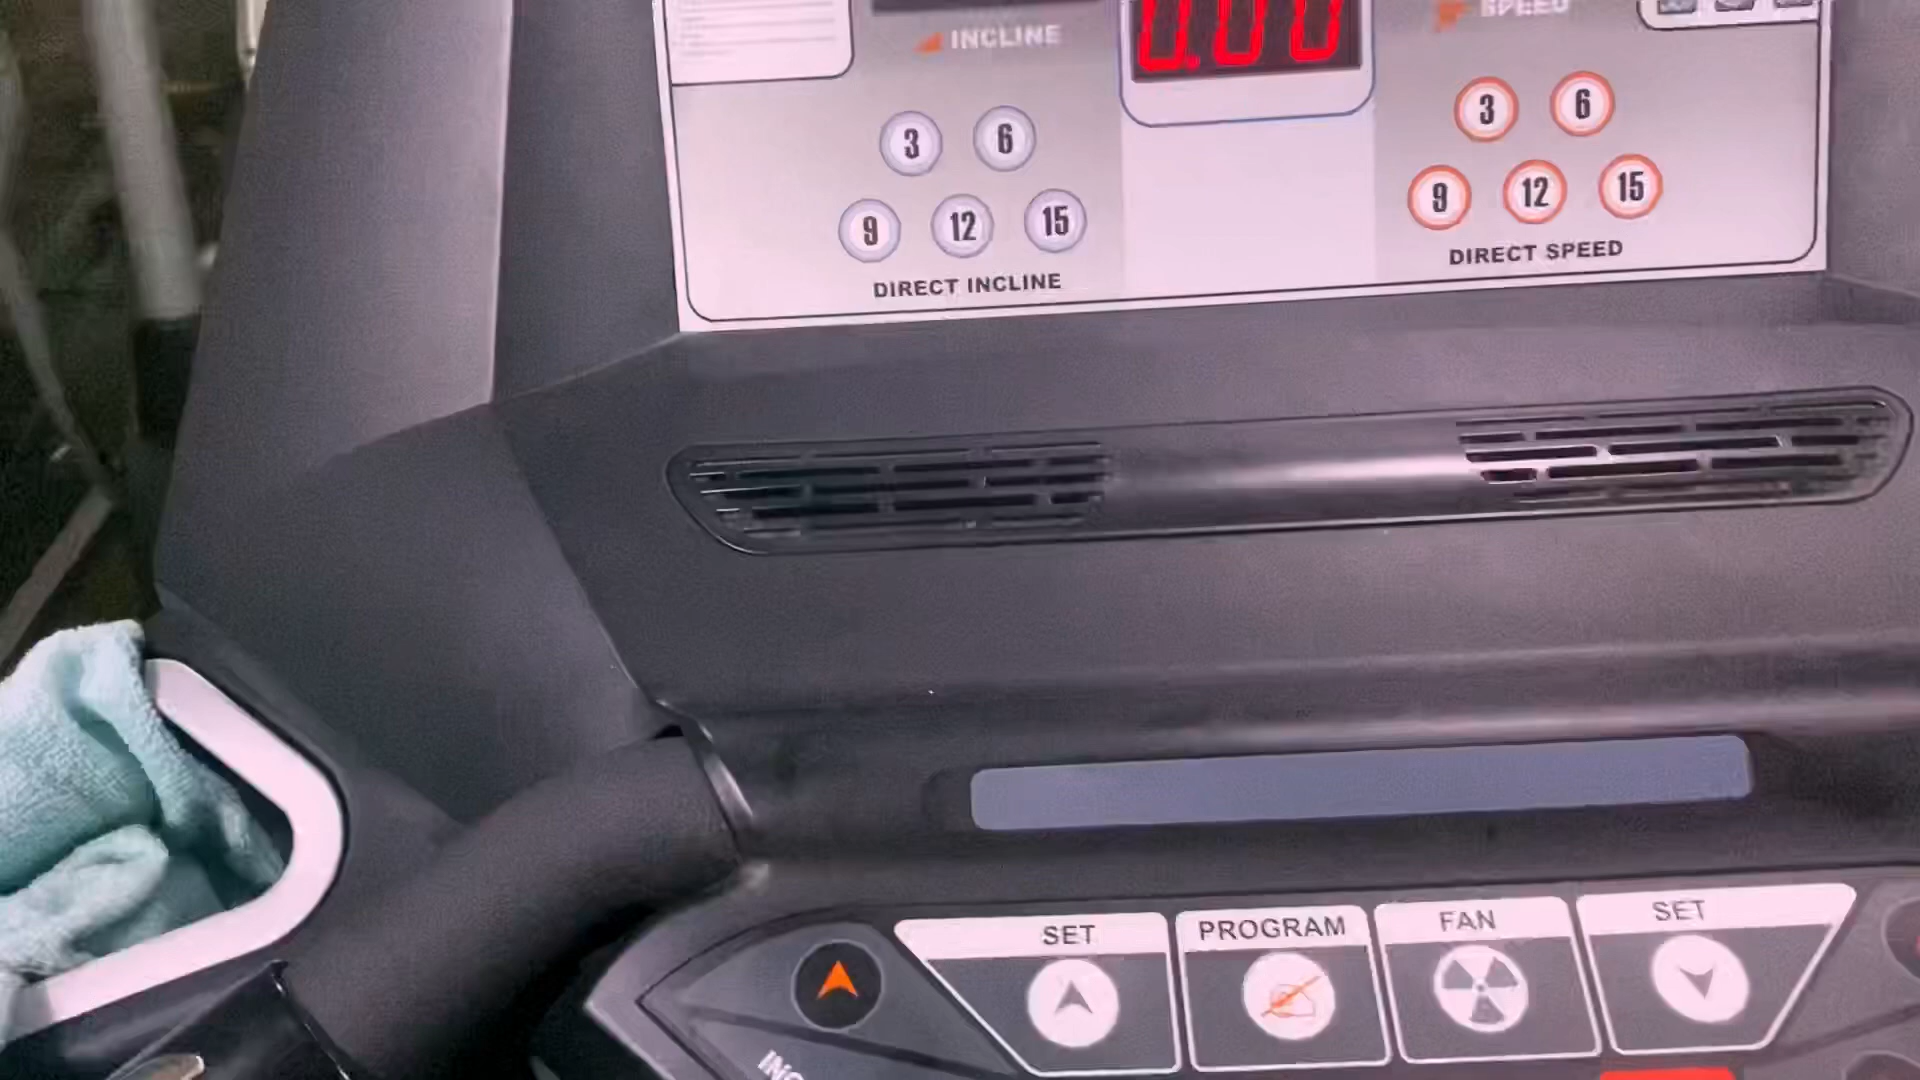 INCLINE
0.00
SPEED
3 6
9 12 15
DIRECT INCLINE
3 6
9 12 15
DIRECT SPEED
SET
PROGRAM
FAN
SET